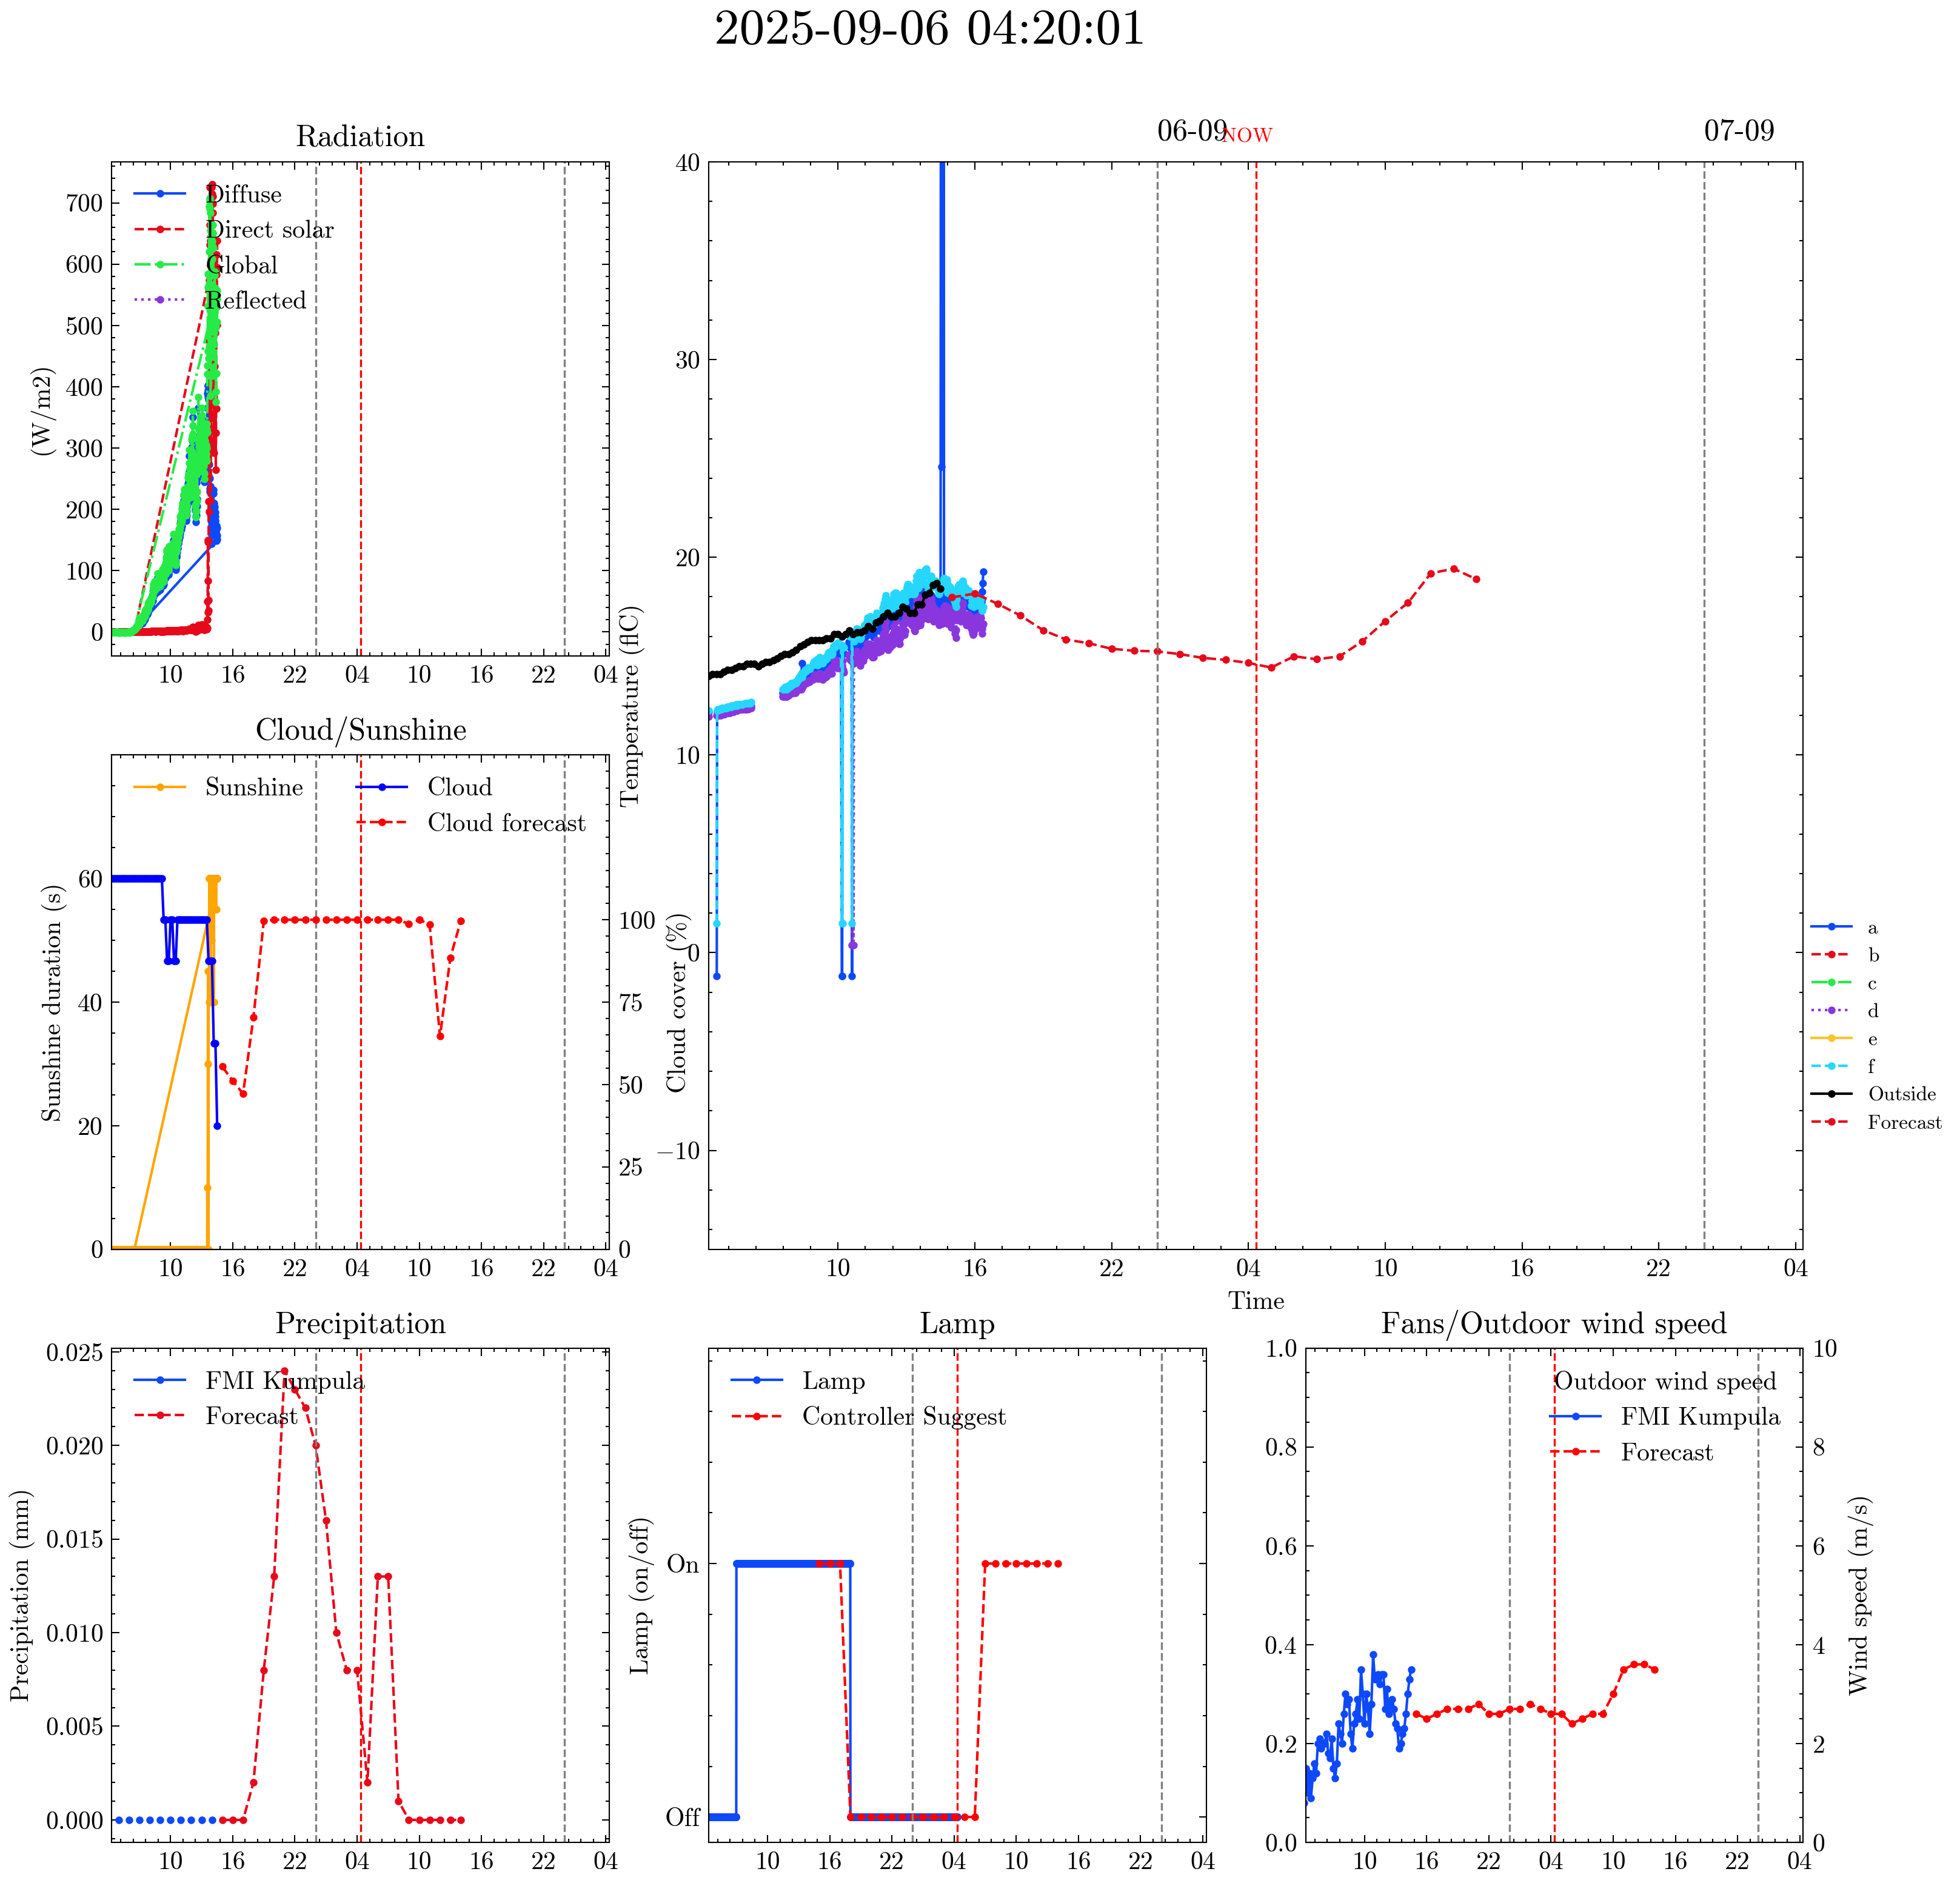 2025-09-06 04:20:01
Radiation
06-09
NOW
07-09
Diffuse
Direct solar
Global
Reflected
(W/m2)
700
600
500
400
300
200
100
0
10 16 22 04 10 16 22 04
40
30
20
10
0
−10
Temperature (flC)
10 16 22 04 10 16 22 04
Time
a
b
c
d
e
f
Outside
Forecast
Cloud/Sunshine
Sunshine
Cloud
Cloud forecast
Sunshine duration (s)
60
40
20
0
100
75
50
25
0
Cloud cover (%)
10 16 22 04 10 16 22 04
Precipitation
FMI Kumpula
Forecast
Precipitation (mm)
0.025
0.020
0.015
0.010
0.005
0.000
10 16 22 04 10 16 22 04
Lamp
Lamp
Controller Suggest
Lamp (on/off)
On
Off
10 16 22 04 10 16 22 04
Fans/Outdoor wind speed
Outdoor wind speed
FMI Kumpula
Forecast
1.0
0.8
0.6
0.4
0.2
0.0
10
8
6
4
2
0
Wind speed (m/s)
10 16 22 04 10 16 22 04